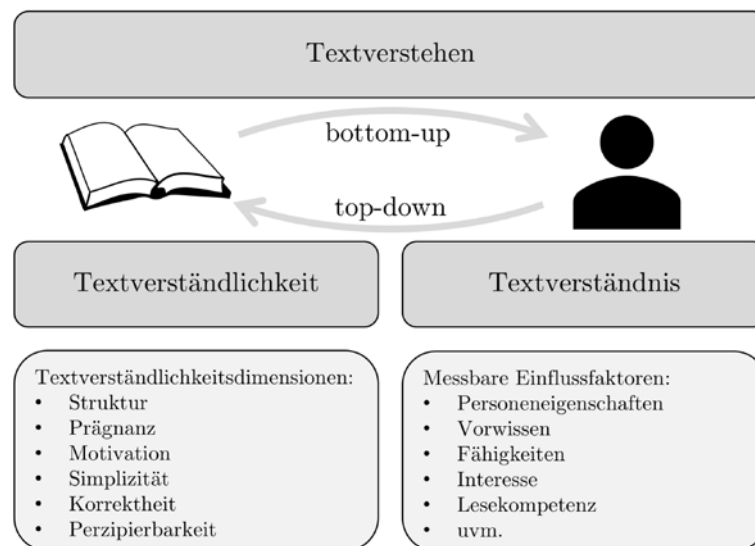 Textverstehen
bottom-up
top-down
Textverständlichkeit
Textverständnis
Textverständlichkeitsdimensionen:
• Struktur
• Prägnanz
• Motivation
• Simplizität
• Korrektheit
• Perzipierbarkeit
Messbare Einflussfaktoren:
• Personeneigenschaften
• Vorwissen
• Fähigkeiten
• Interesse
• Lesekompetenz
• uvm.